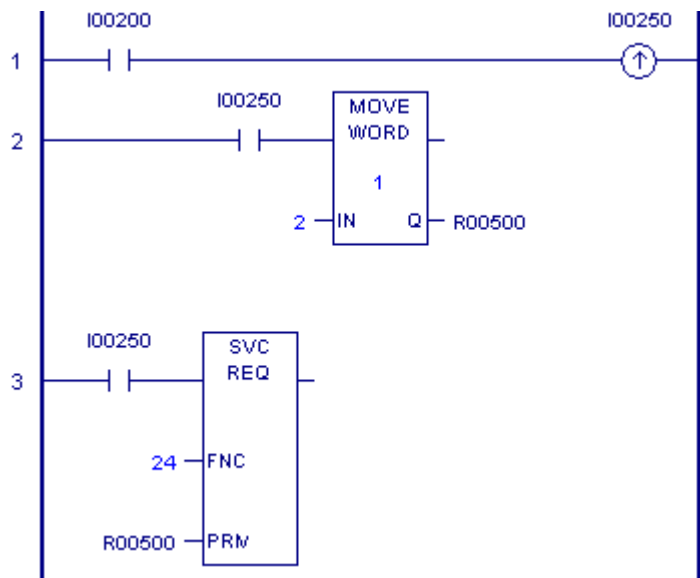 I00200 I00250
1
I00250 MOVE
2 WORD
1
2 IN Q R00500
I00250 SVC
3 REQ
24 FNC
R00500 PRM